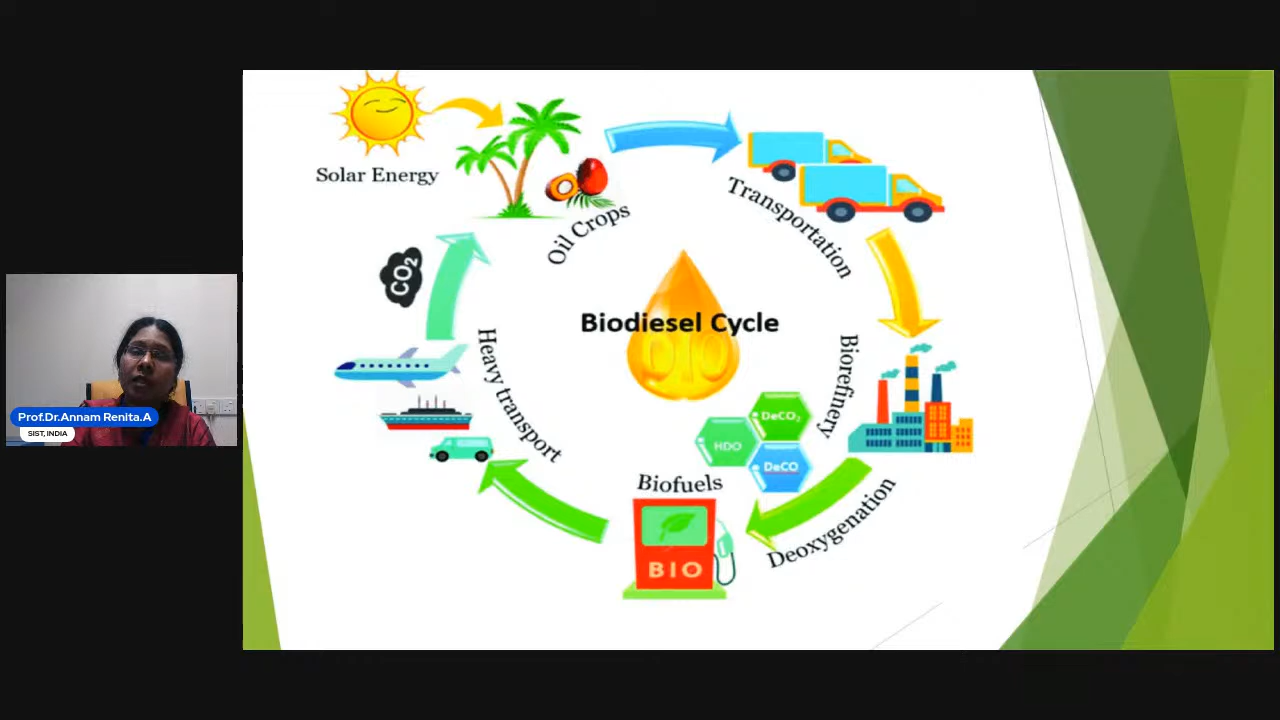 Solar Energy
Oil Crops
Transportation
CO₂
Biodiesel Cycle
BIO
Heavy transport
Biorefinery
DeCO₂
HDO
DeCO
Biofuels
Deoxygenation
BIO
Prof.Dr.Annam Renita.A
SIST, INDIA